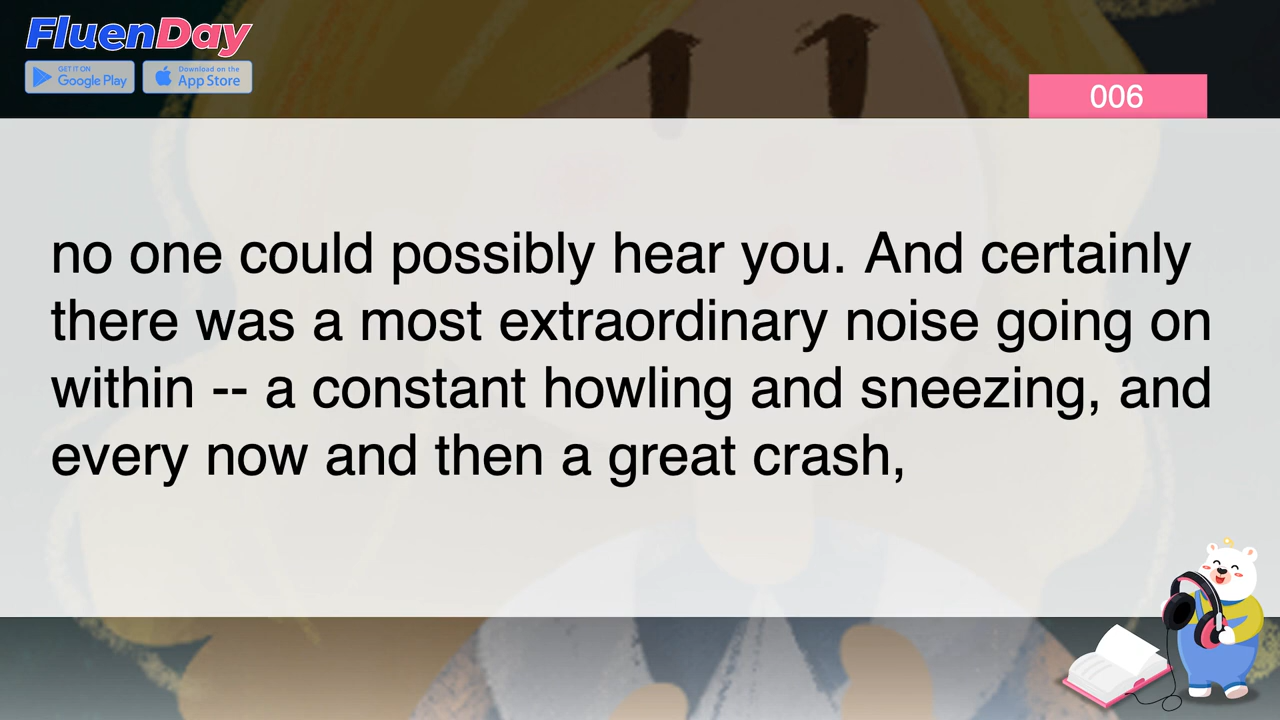 FluenDay
GET IT ON
Google Play
Download on the
App Store
006
no one could possibly hear you. And certainly
there was a most extraordinary noise going on
within -- a constant howling and sneezing, and
every now and then a great crash,